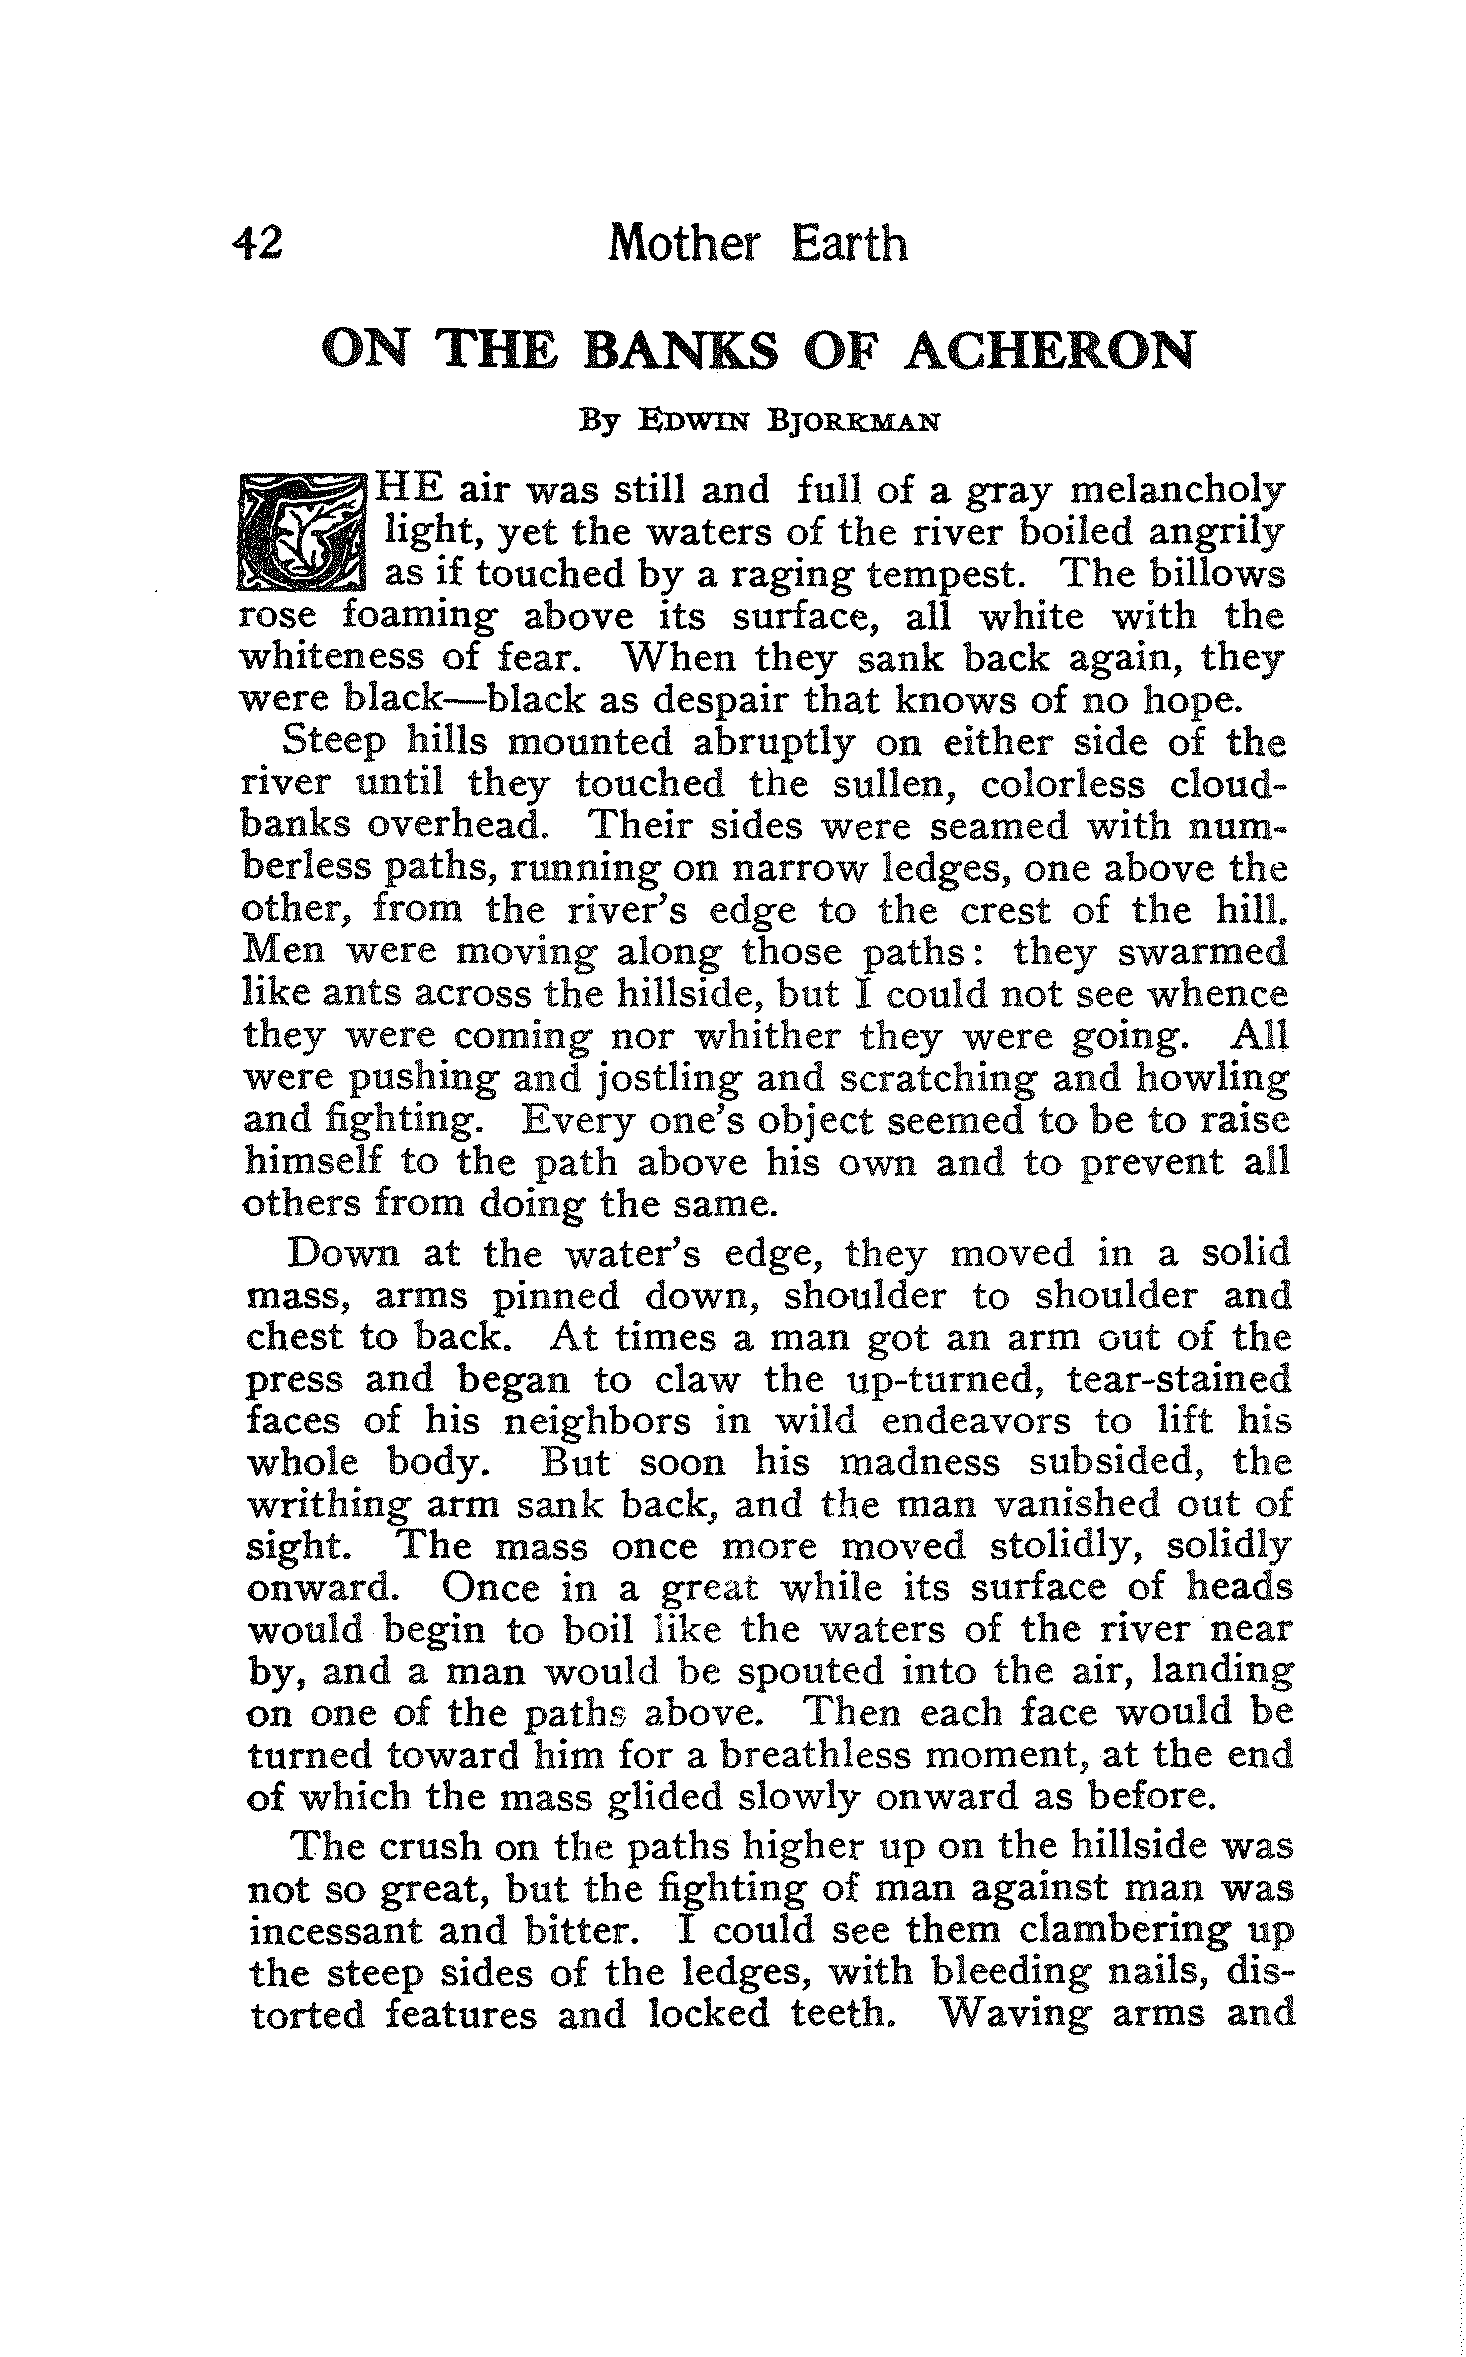 42 Mother Earth
ON THE BANKS OF ACHERON
By EDWIN BJORKMAN
THE air was still and full of a gray melancholy
light, yet the waters of the river boiled angrily
as if touched by a raging tempest. The billows
rose foaming above its surface, all white with the
whiteness of fear. When they sank back again, they
were black—black as despair that knows of no hope.
Steep hills mounted abruptly on either side of the
river until they touched the sullen, colorless cloud-
banks overhead. Their sides were seamed with num-
berless paths, running on narrow ledges, one above the
other, from the river's edge to the crest of the hill.
Men were moving along those paths: they swarmed
like ants across the hillside, but I could not see whence
they were coming nor whither they were going. All
were pushing and jostling and scratching and howling
and fighting. Every one's object seemed to be to raise
himself to the path above his own and to prevent all
others from doing the same.
Down at the water's edge, they moved in a solid
mass, arms pinned down, shoulder to shoulder and
chest to back. At times a man got an arm out of the
press and began to claw the up-turned, tear-stained
faces of his neighbors in wild endeavors to lift his
whole body. But soon his madness subsided, the
writhing arm sank back, and the man vanished out of
sight. The mass once more moved stolidly, solidly
onward. Once in a great while its surface of heads
would begin to boil like the waters of the river near
by, and a man would be spouted into the air, landing
on one of the paths above. Then each face would be
turned toward him for a breathless moment, at the end
of which the mass glided slowly onward as before.
The crush on the paths higher up on the hillside was
not so great, but the fighting of man against man was
incessant and bitter. I could see them clambering up
the steep sides of the ledges, with bleeding nails, dis-
torted features and locked teeth. Waving arms and